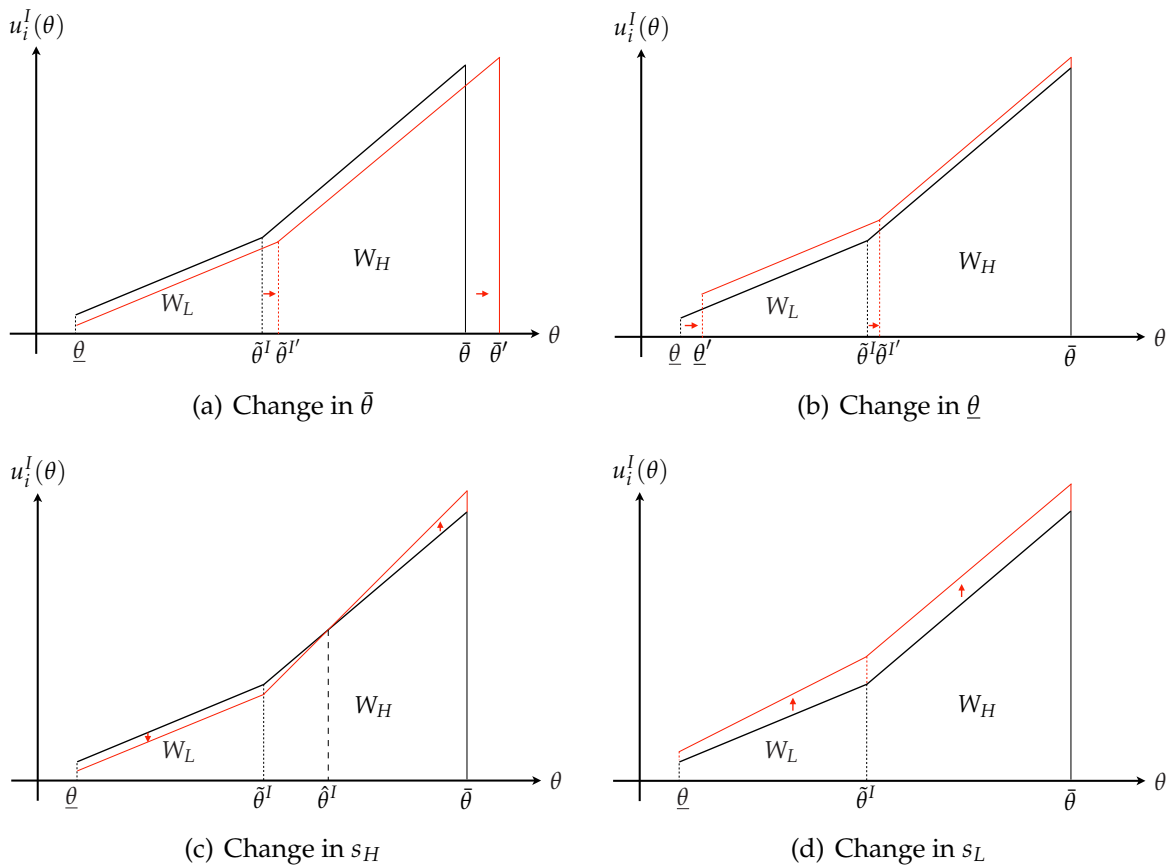 u_i^I(θ)
W_H
W_L
θ
θ̲ θ̃^I θ̃^{I'} θ̄ θ̄'
(a) Change in θ̄
u_i^I(θ)
W_H
W_L
θ
θ̲ θ̲' θ̃^I θ̃^{I'} θ̄
(b) Change in θ̲
u_i^I(θ)
W_H
W_L
θ
θ̲ θ̃^I θ̂^I θ̄
(c) Change in s_H
u_i^I(θ)
W_H
W_L
θ
θ̲ θ̃^I θ̄
(d) Change in s_L